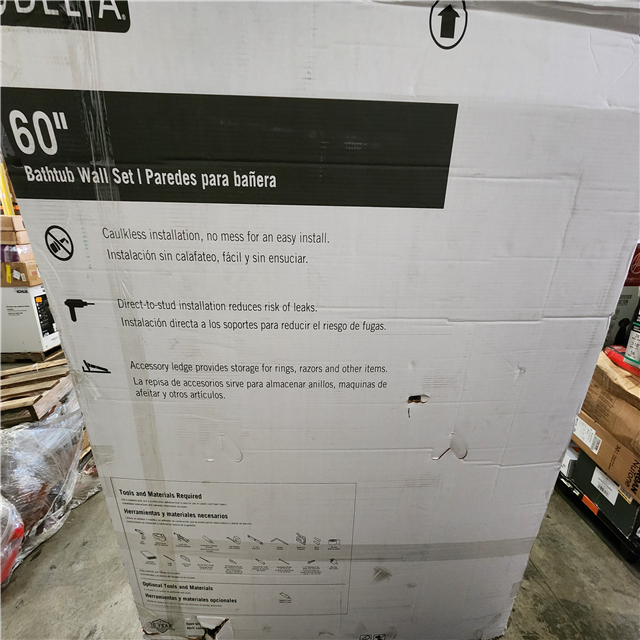 DELTA
60"
Bathtub Wall Set | Paredes para bañera
Caulkless installation, no mess for an easy install.
Instalación sin calafateo, fácil y sin ensuciar.
Direct-to-stud installation reduces risk of leaks.
Instalación directa a los soportes para reducir el riesgo de fugas.
Accessory ledge provides storage for rings, razors and other items.
La repisa de accesorios sirve para almacenar anillos, maquinas de
afeitar y otros artículos.
Tools and Materials Required
Herramientas y materiales necesarios
Optional Tools and Materials
Herramientas y materiales opcionales